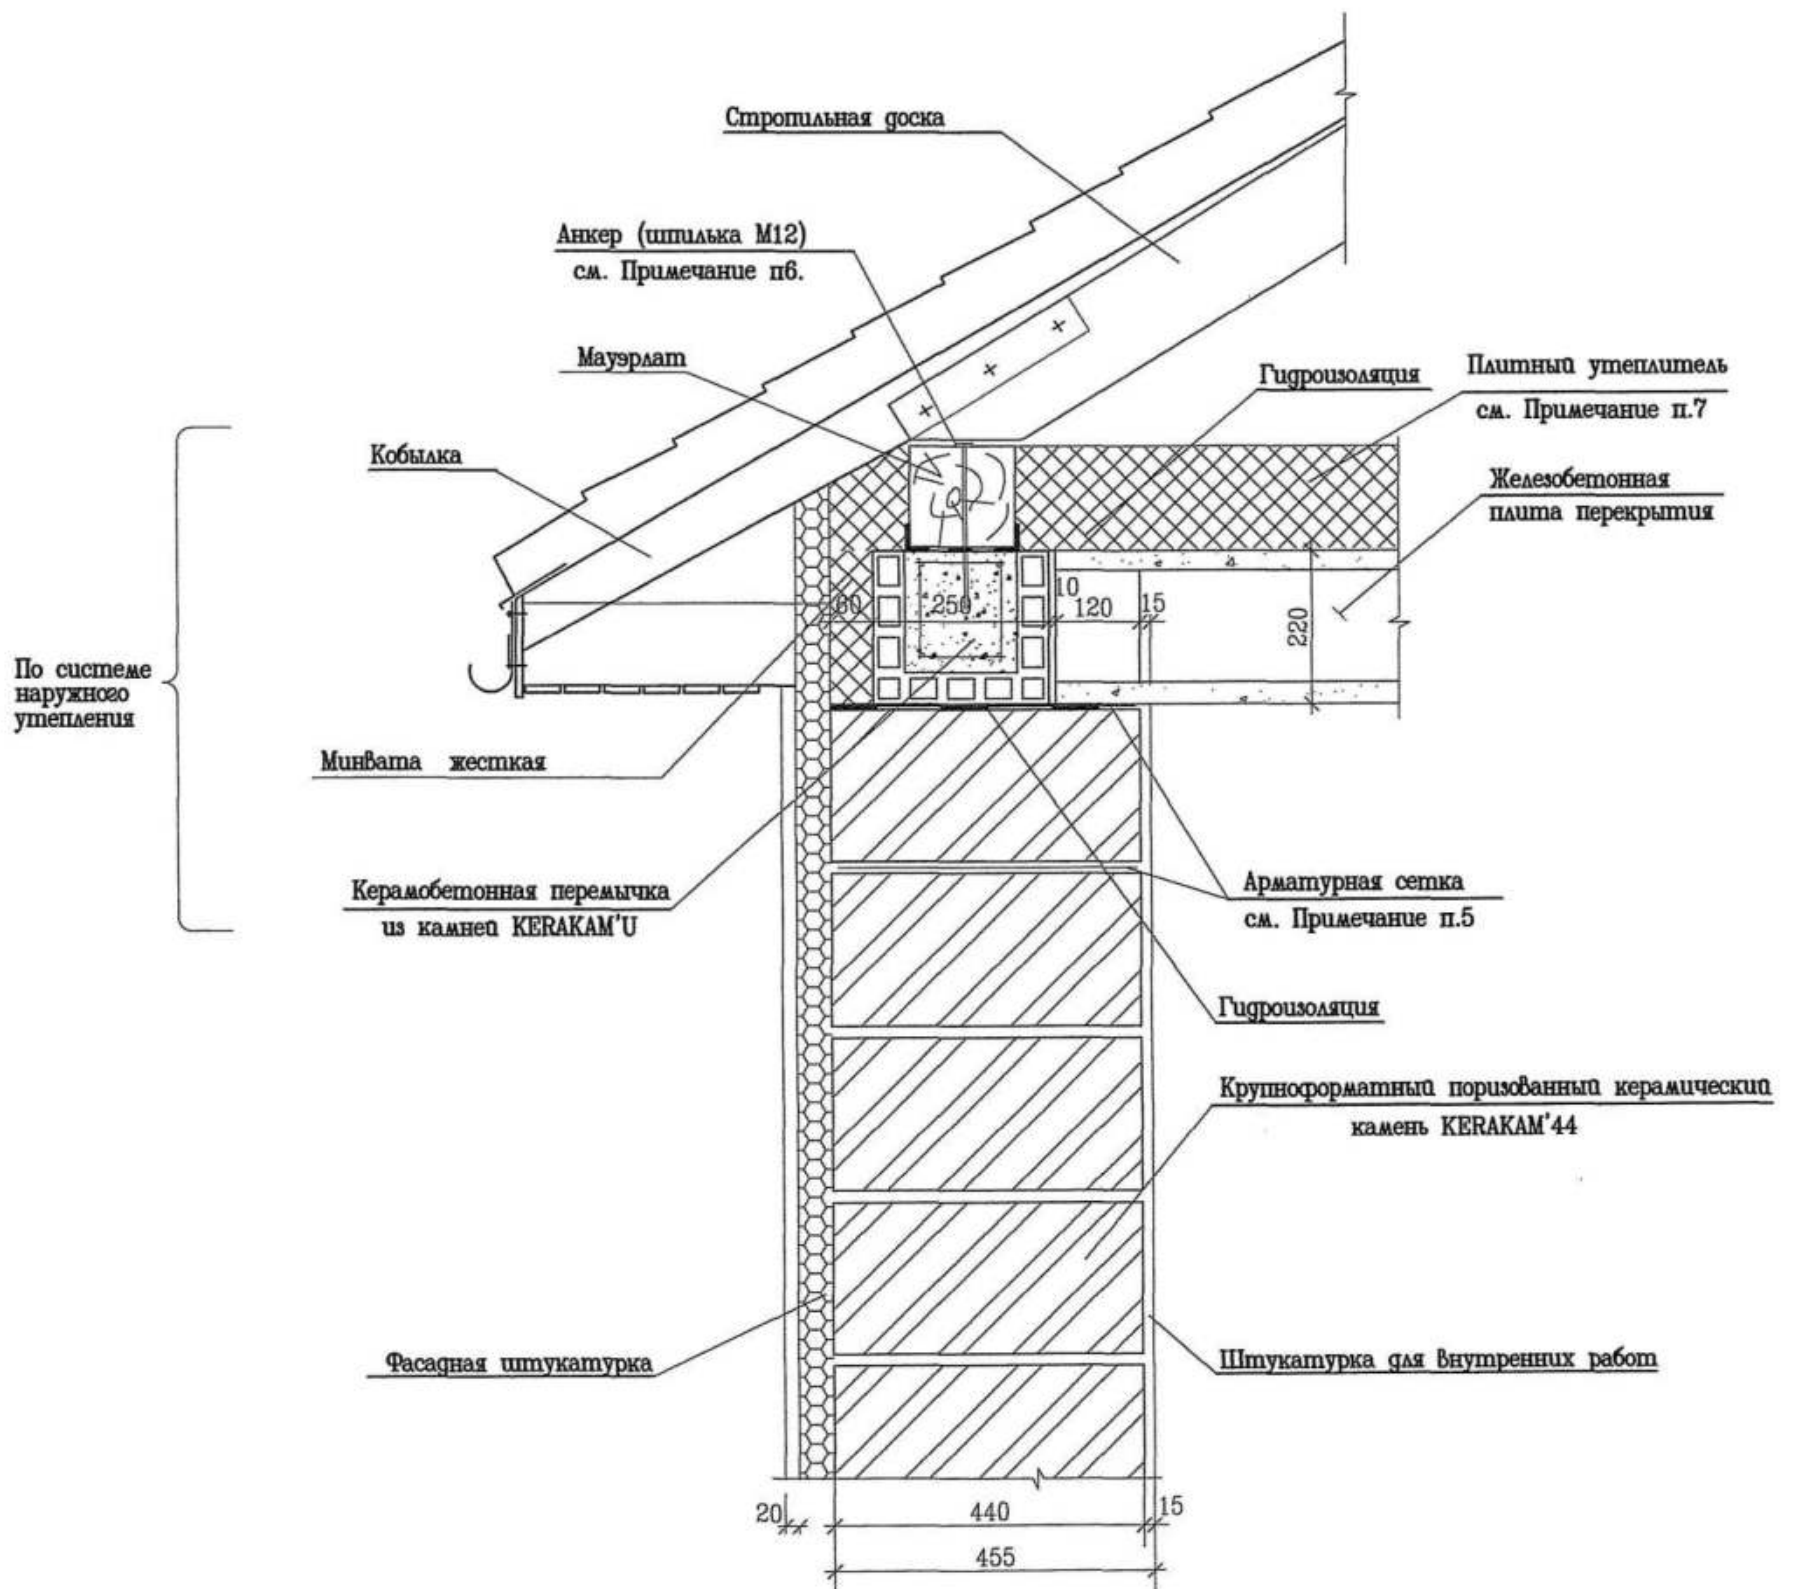 Стропильная доска
Анкер (шпилька М12)
см. Примечание п6.
Мауэрлат
Гидроизоляция
Плитный утеплитель
см. Примечание п.7
Кобылка
Железобетонная
плита перекрытия
60
250
10
120
15
220
По системе
наружного
утепления
Минвата жесткая
Керамобетонная перемычка
из камней KERAKAM'U
Арматурная сетка
см. Примечание п.5
Гидроизоляция
Крупноформатный поризованный керамический
камень KERAKAM'44
Фасадная штукатурка
Штукатурка для внутренних работ
20
440
15
455